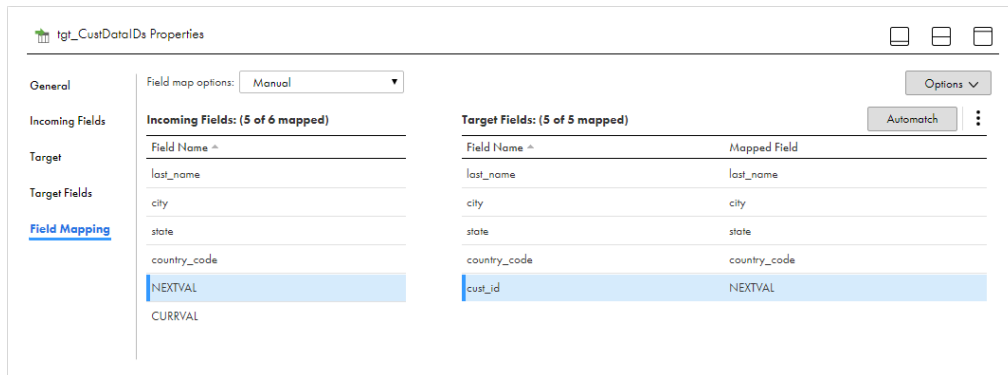 tgt_CustDataIDs Properties
General
Incoming Fields
Target
Target Fields
Field Mapping
Field map options: Manual
Options
Incoming Fields: (5 of 6 mapped)
Field Name
last_name
city
state
country_code
NEXTVAL
CURRVAL
Target Fields: (5 of 5 mapped)
Automatch
Field Name Mapped Field
last_name last_name
city city
state state
country_code country_code
cust_id NEXTVAL